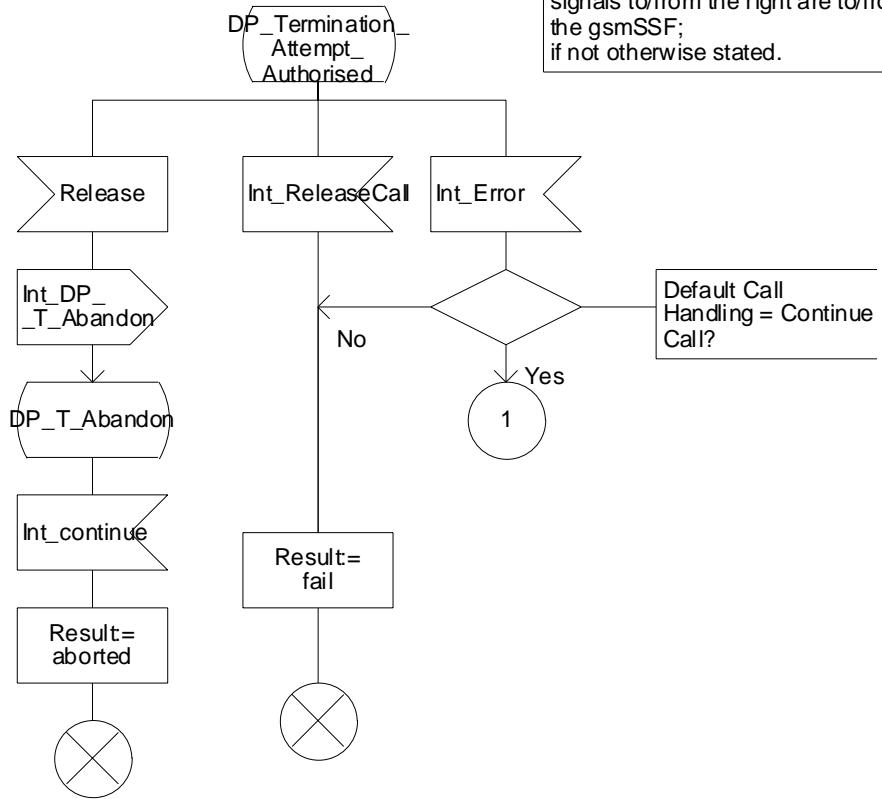 signals to/from the right are to/fro
the gsmSSF;
if not otherwise stated.
DP_Termination_
Attempt_
Authorised
Release
Int_ReleaseCall
Int_Error
Int_DP_
_T_Abandon
Default Call
Handling = Continue
Call?
No
Yes
1
DP_T_Abandon
Int_continue
Result:=
fail
Result:=
aborted